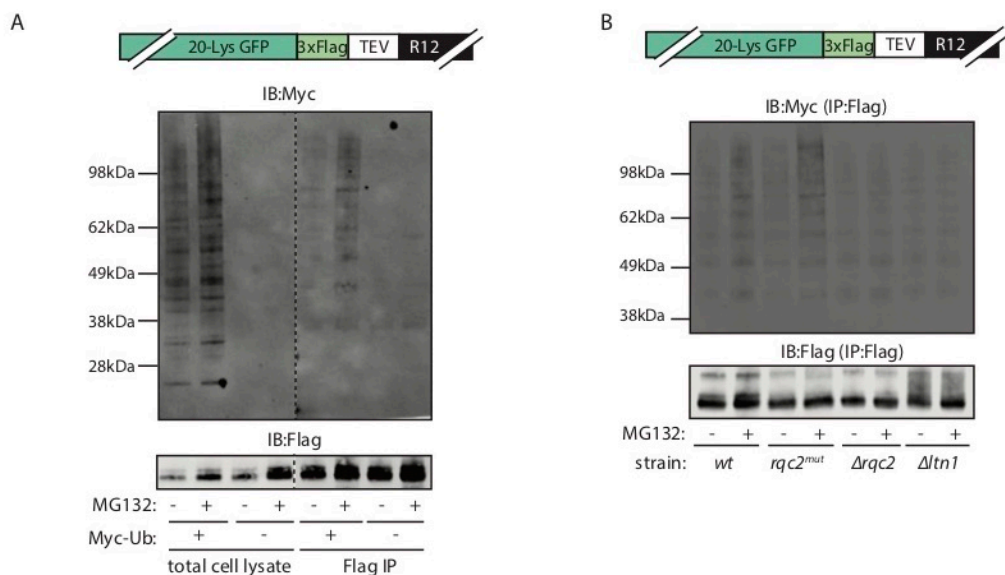 A
20-Lys GFP 3xFlag TEV R12
IB:Myc
98kDa
62kDa
49kDa
38kDa
28kDa
IB:Flag
MG132: - + - + - + - +
Myc-Ub: + - + -
total cell lysate Flag IP
B
20-Lys GFP 3xFlag TEV R12
IB:Myc (IP:Flag)
98kDa
62kDa
49kDa
38kDa
IB:Flag (IP:Flag)
MG132: - + - + - + - +
strain: wt rqc2ᵐᵘᵗ Δrqc2 Δltn1